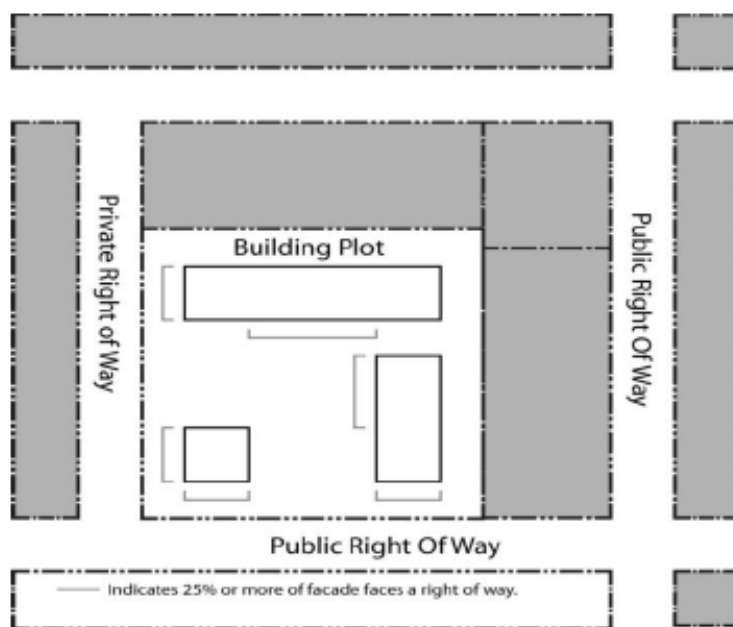 Building Plot
Private Right of Way
Public Right Of Way
Public Right Of Way
Indicates 25% or more of facade faces a right of way.